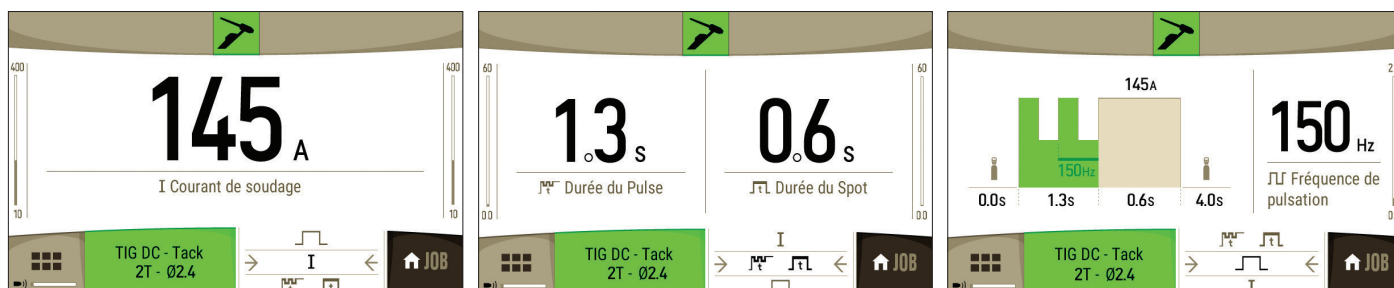 400
400
145 A
I Courant de soudage
10
10
TIG DC - Tack
2T - Ø2.4
I
JOB
60
60
1.3 s
0.6 s
t Durée du Pulse
t Durée du Spot
0.0
0.0
TIG DC - Tack
2T - Ø2.4
I
t t
JOB
145A
150Hz
0.0s
1.3s
0.6s
4.0s
150 Hz
Fréquence de
pulsation
TIG DC - Tack
2T - Ø2.4
t t
I
JOB